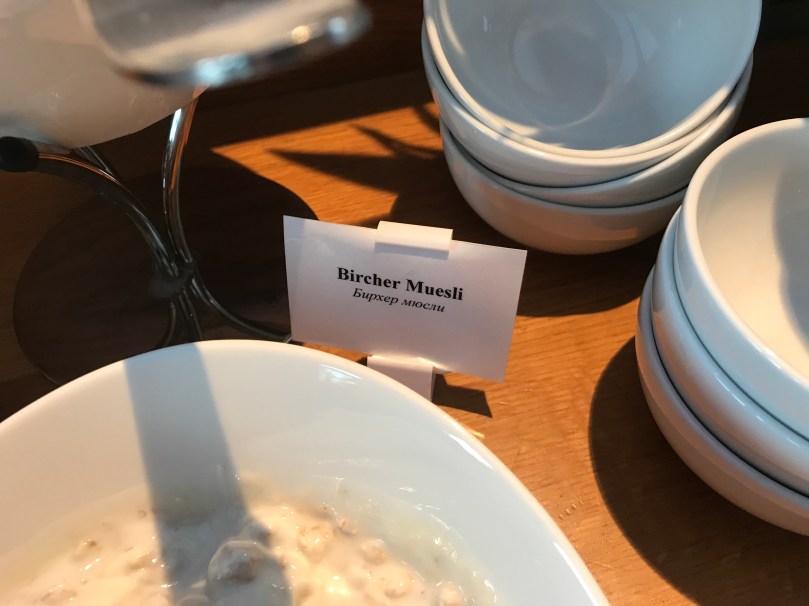 Bircher Muesli
Бирхер мюсли